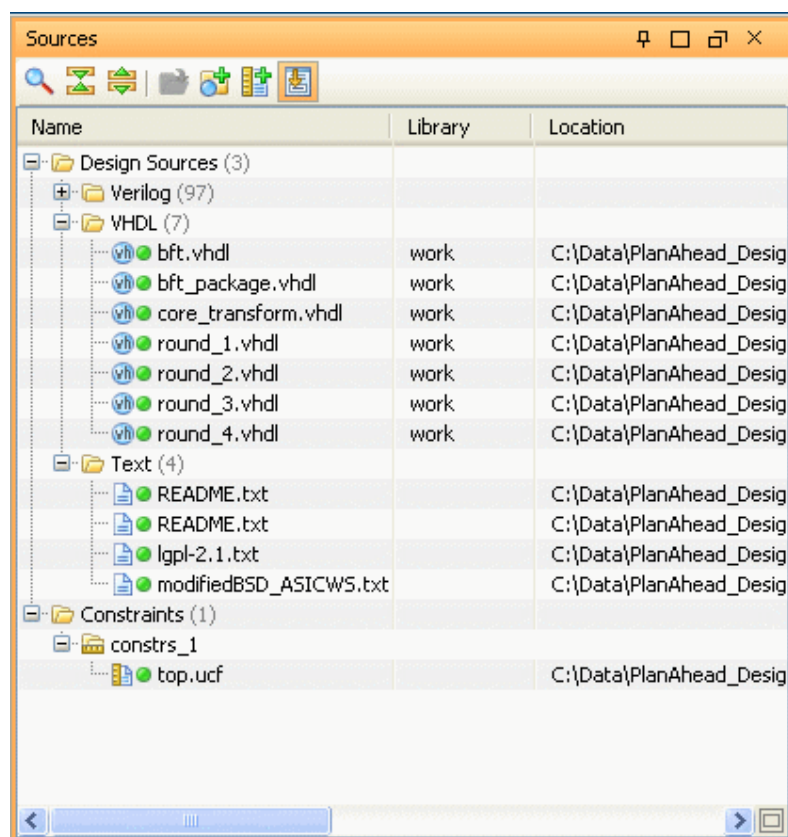 Sources
Name Library Location
Design Sources (3)
Verilog (97)
VHDL (7)
bft.vhdl work C:\Data\PlanAhead_Desig
bft_package.vhdl work C:\Data\PlanAhead_Desig
core_transform.vhdl work C:\Data\PlanAhead_Desig
round_1.vhdl work C:\Data\PlanAhead_Desig
round_2.vhdl work C:\Data\PlanAhead_Desig
round_3.vhdl work C:\Data\PlanAhead_Desig
round_4.vhdl work C:\Data\PlanAhead_Desig
Text (4)
README.txt C:\Data\PlanAhead_Desig
README.txt C:\Data\PlanAhead_Desig
lgpl-2.1.txt C:\Data\PlanAhead_Desig
modifiedBSD_ASICWS.txt C:\Data\PlanAhead_Desig
Constraints (1)
constrs_1
top.ucf C:\Data\PlanAhead_Desig